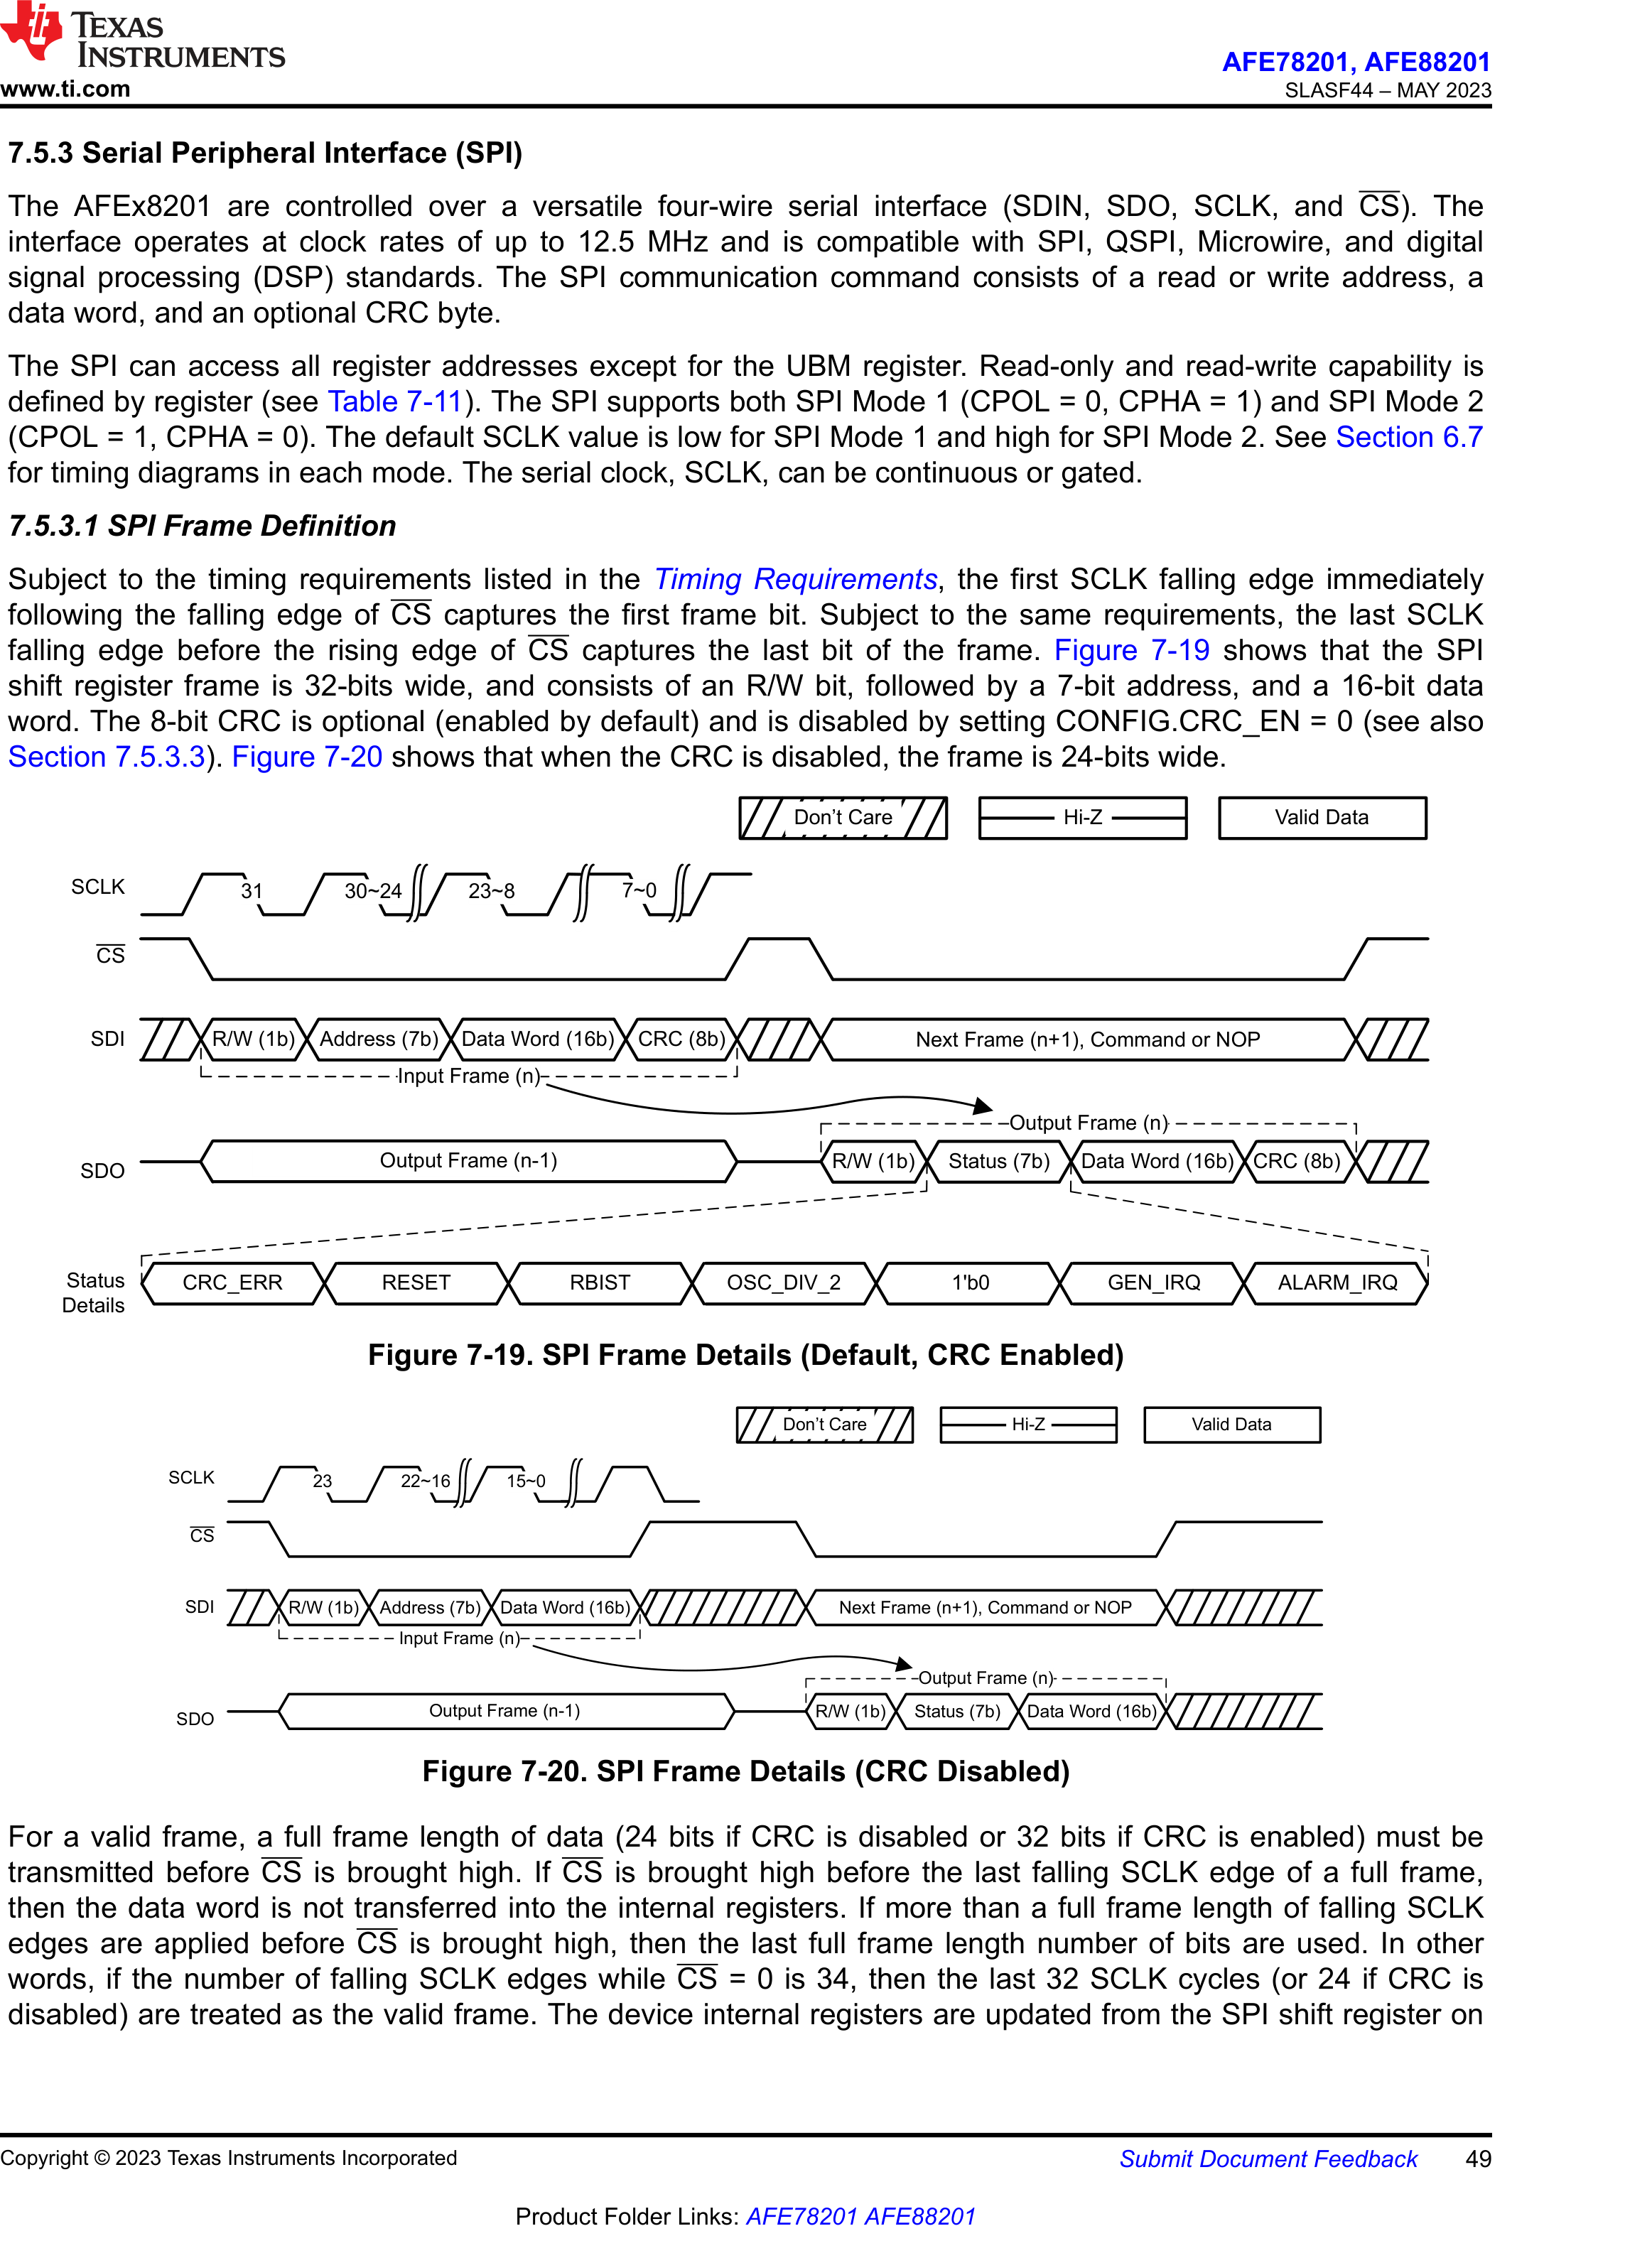 TEXAS
INSTRUMENTS
www.ti.com
AFE78201, AFE88201
SLASF44 – MAY 2023
7.5.3 Serial Peripheral Interface (SPI)
The AFEx8201 are controlled over a versatile four-wire serial interface (SDIN, SDO, SCLK, and C̅S̅). The
interface operates at clock rates of up to 12.5 MHz and is compatible with SPI, QSPI, Microwire, and digital
signal processing (DSP) standards. The SPI communication command consists of a read or write address, a
data word, and an optional CRC byte.
The SPI can access all register addresses except for the UBM register. Read-only and read-write capability is
defined by register (see Table 7-11). The SPI supports both SPI Mode 1 (CPOL = 0, CPHA = 1) and SPI Mode 2
(CPOL = 1, CPHA = 0). The default SCLK value is low for SPI Mode 1 and high for SPI Mode 2. See Section 6.7
for timing diagrams in each mode. The serial clock, SCLK, can be continuous or gated.
7.5.3.1 SPI Frame Definition
Subject to the timing requirements listed in the Timing Requirements, the first SCLK falling edge immediately
following the falling edge of C̅S̅ captures the first frame bit. Subject to the same requirements, the last SCLK
falling edge before the rising edge of C̅S̅ captures the last bit of the frame. Figure 7-19 shows that the SPI
shift register frame is 32-bits wide, and consists of an R/W bit, followed by a 7-bit address, and a 16-bit data
word. The 8-bit CRC is optional (enabled by default) and is disabled by setting CONFIG.CRC_EN = 0 (see also
Section 7.5.3.3). Figure 7-20 shows that when the CRC is disabled, the frame is 24-bits wide.
Don't Care Hi-Z Valid Data
SCLK 31 30~24 23~8 7~0
C̅S̅
SDI R/W (1b) Address (7b) Data Word (16b) CRC (8b) Next Frame (n+1), Command or NOP
Input Frame (n)
Output Frame (n)
SDO Output Frame (n-1) R/W (1b) Status (7b) Data Word (16b) CRC (8b)
Status
Details CRC_ERR RESET RBIST OSC_DIV_2 1'b0 GEN_IRQ ALARM_IRQ
Figure 7-19. SPI Frame Details (Default, CRC Enabled)
Don't Care Hi-Z Valid Data
SCLK 23 22~16 15~0
C̅S̅
SDI R/W (1b) Address (7b) Data Word (16b) Next Frame (n+1), Command or NOP
Input Frame (n)
Output Frame (n)
SDO Output Frame (n-1) R/W (1b) Status (7b) Data Word (16b)
Figure 7-20. SPI Frame Details (CRC Disabled)
For a valid frame, a full frame length of data (24 bits if CRC is disabled or 32 bits if CRC is enabled) must be
transmitted before C̅S̅ is brought high. If C̅S̅ is brought high before the last falling SCLK edge of a full frame,
then the data word is not transferred into the internal registers. If more than a full frame length of falling SCLK
edges are applied before C̅S̅ is brought high, then the last full frame length number of bits are used. In other
words, if the number of falling SCLK edges while C̅S̅ = 0 is 34, then the last 32 SCLK cycles (or 24 if CRC is
disabled) are treated as the valid frame. The device internal registers are updated from the SPI shift register on
Copyright © 2023 Texas Instruments Incorporated
Submit Document Feedback 49
Product Folder Links: AFE78201 AFE88201